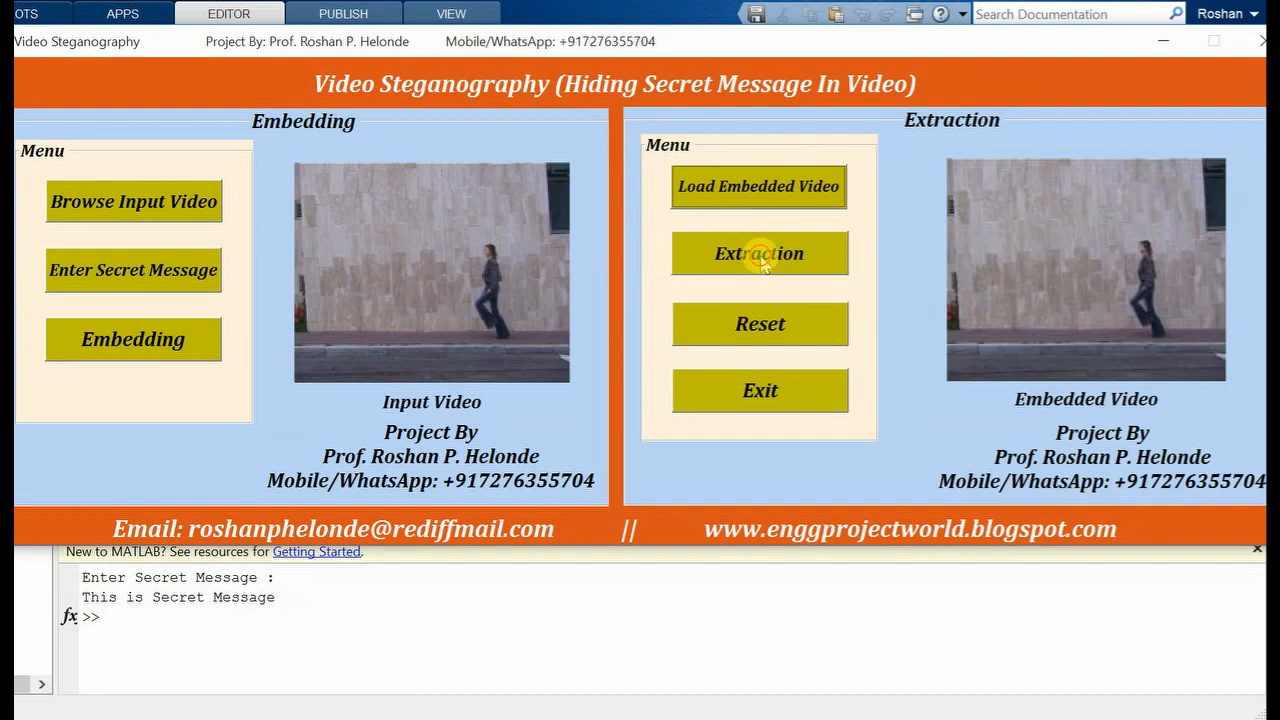 OTS APPS EDITOR PUBLISH VIEW Search Documentation Roshan
Video Steganography Project By: Prof. Roshan P. Helonde Mobile/WhatsApp: +917276355704
Video Steganography (Hiding Secret Message In Video)
Embedding
Menu
Browse Input Video
Enter Secret Message
Embedding
Input Video
Project By
Prof. Roshan P. Helonde
Mobile/WhatsApp: +917276355704
Extraction
Menu
Load Embedded Video
Extraction
Reset
Exit
Embedded Video
Project By
Prof. Roshan P. Helonde
Mobile/WhatsApp: +917276355704
Email: roshanphelonde@rediffmail.com // www.enggprojectworld.blogspot.com
New to MATLAB? See resources for Getting Started.
Enter Secret Message :
This is Secret Message
fx >>